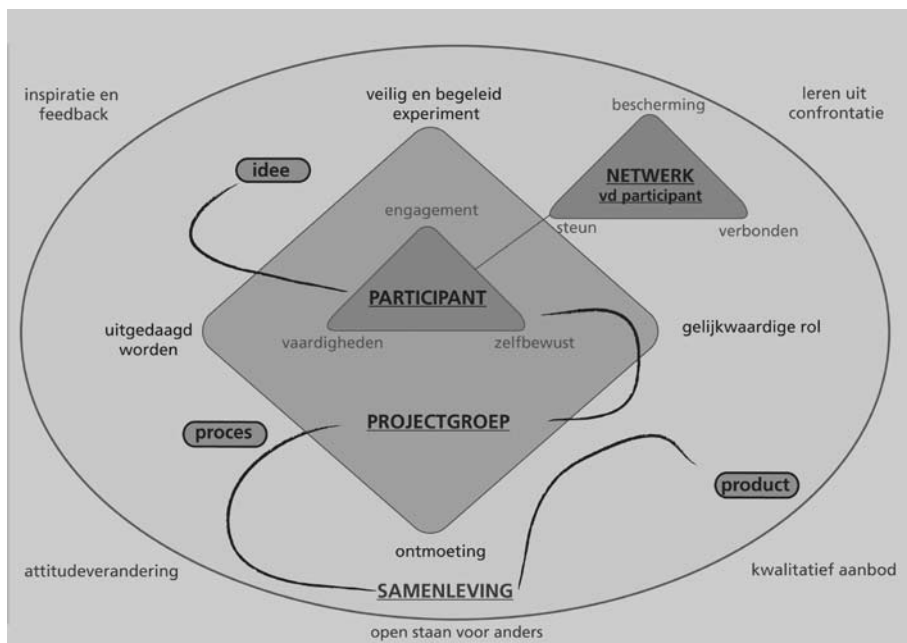 inspiratie en
feedback
veilig en begeleid
experiment
leren uit
confrontatie
bescherming
idee
NETWERK
vd participant
engagement
steun
verbonden
PARTICIPANT
uitgedaagd
worden
gelijkwaardige rol
vaardigheden
zelfbewust
PROJECTGROEP
proces
product
ontmoeting
attitudeverandering
kwalitatief aanbod
SAMENLEVING
open staan voor anders